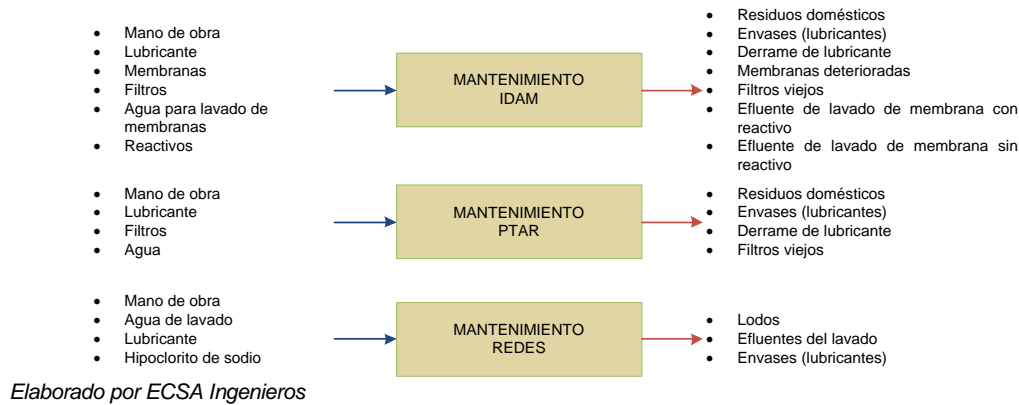 • Mano de obra
• Lubricante
• Membranas
• Filtros
• Agua para lavado de
membranas
• Reactivos
MANTENIMIENTO
IDAM
• Residuos domésticos
• Envases (lubricantes)
• Derrame de lubricante
• Membranas deterioradas
• Filtros viejos
• Efluente de lavado de membrana con
reactivo
• Efluente de lavado de membrana sin
reactivo
• Mano de obra
• Lubricante
• Filtros
• Agua
MANTENIMIENTO
PTAR
• Residuos domésticos
• Envases (lubricantes)
• Derrame de lubricante
• Filtros viejos
• Mano de obra
• Agua de lavado
• Lubricante
• Hipoclorito de sodio
MANTENIMIENTO
REDES
• Lodos
• Efluentes del lavado
• Envases (lubricantes)
Elaborado por ECSA Ingenieros